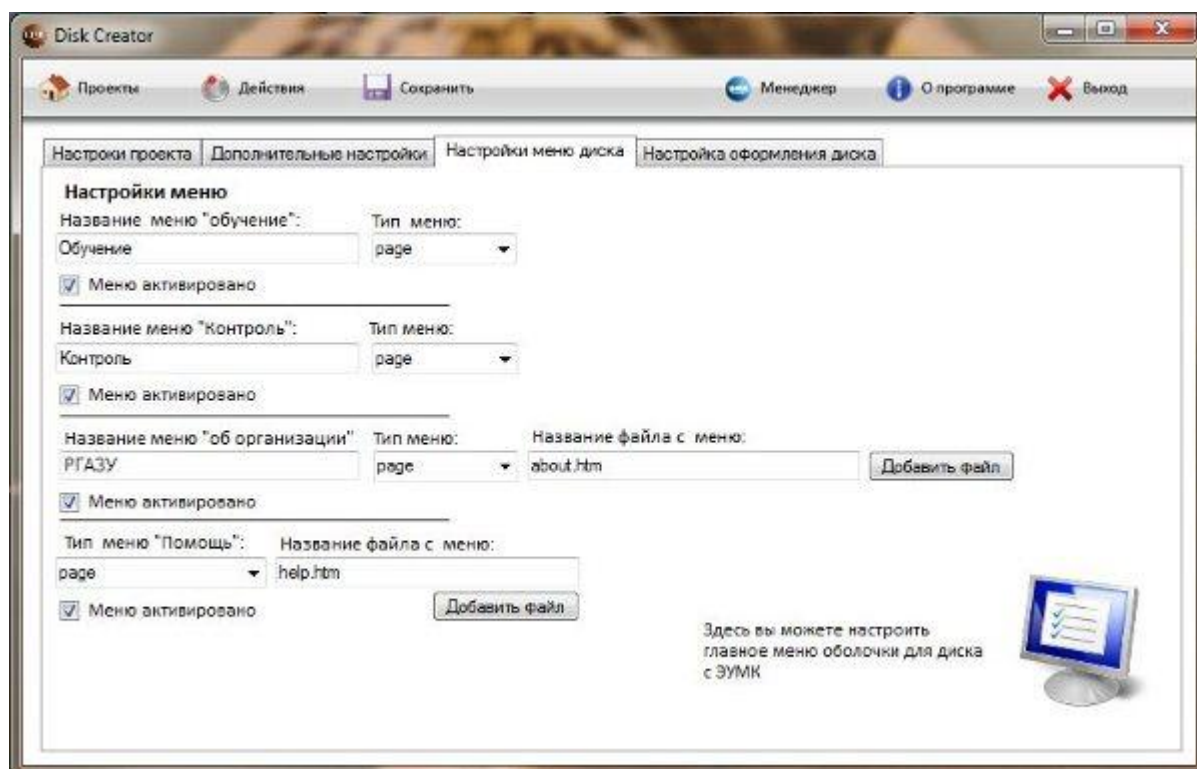 Disk Creator
Проекты Действия Сохранить Менеджер О программе Выход
Настроки проекта Дополнительные настройки Настройки меню диска Настройка оформления диска
Настройки меню
Название меню "обучение": Тип меню:
Обучение page
Меню активировано
Название меню "Контроль": Тип меню:
Контроль page
Меню активировано
Название меню "об организации" Тип меню: Название файла с меню:
РГАЗУ page about.htm Добавить файл
Меню активировано
Тип меню "Помощь": Название файла с меню:
page help.htm
Меню активировано Добавить файл
Здесь вы можете настроить
главное меню оболочки для диска
с ЭУМК